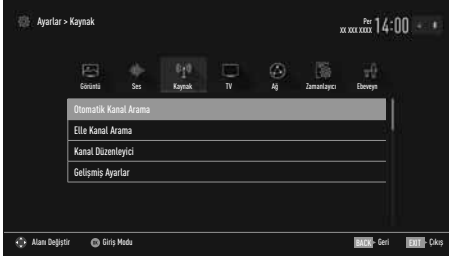 Ayarlar > Kaynak
Per
xx xxx xxxx
14:00
Görüntü Ses Kaynak TV Ağ Zamanlayıcı Ebeveyn
Otomatik Kanal Arama
Elle Kanal Arama
Kanal Düzenleyici
Gelişmiş Ayarlar
Alanı Değiştir OK Giriş Modu BACK - Geri EXIT - Çıkış